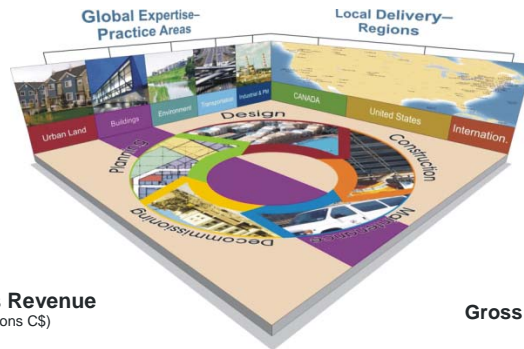 Global Expertise–
Practice Areas
Local Delivery—
Regions
Urban Land
Buildings
Environment
Transportation
Industrial & PM
CANADA
United States
Internation.
Planning
Design
Construction
Maintenance
Decommissioning
Revenue
ons C$)
Gross